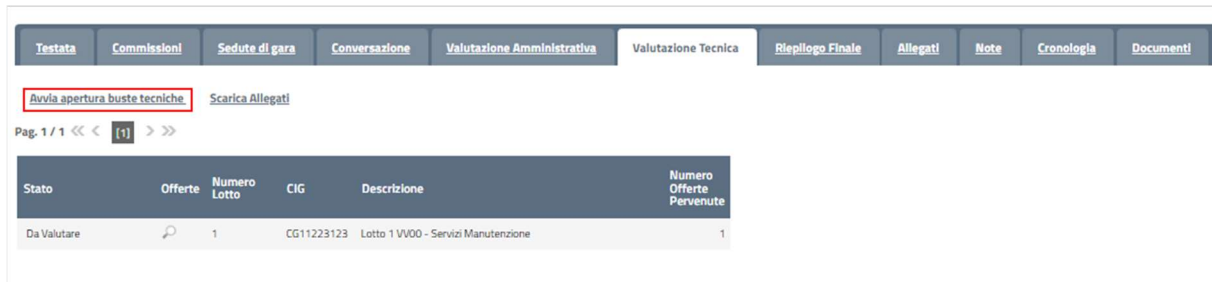 Testata Commissioni Sedute di gara Conversazione Valutazione Amministrativa Valutazione Tecnica Riepilogo Finale Allegati Note Cronologia Documenti
Avvia apertura buste tecniche Scarica Allegati
Pag. 1 / 1 [1]
Stato Offerte Numero Lotto CIG Descrizione Numero Offerte Pervenute
Da Valutare 1 CG11223123 Lotto 1 VV00 - Servizi Manutenzione 1